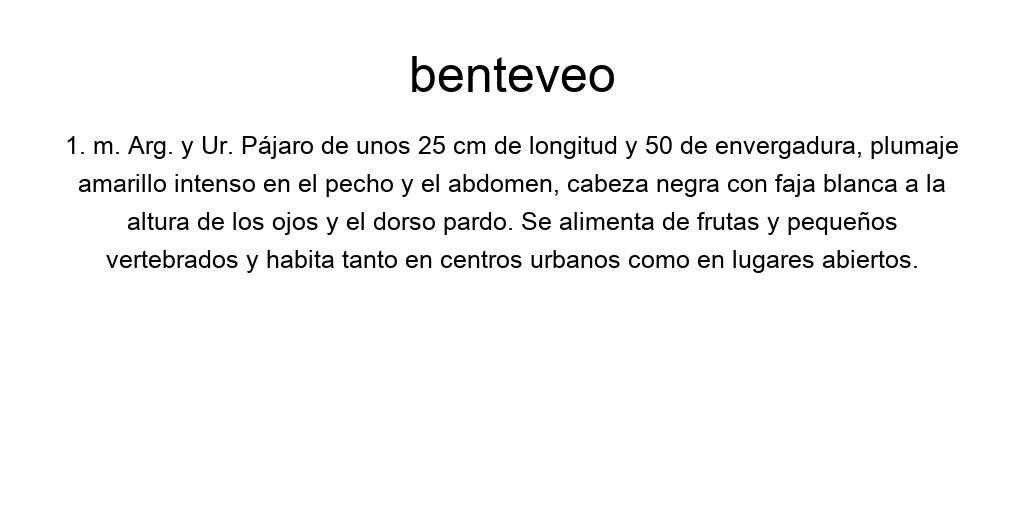 benteveo
1. m. Arg. y Ur. Pájaro de unos 25 cm de longitud y 50 de envergadura, plumaje
amarillo intenso en el pecho y el abdomen, cabeza negra con faja blanca a la
altura de los ojos y el dorso pardo. Se alimenta de frutas y pequeños
vertebrados y habita tanto en centros urbanos como en lugares abiertos.